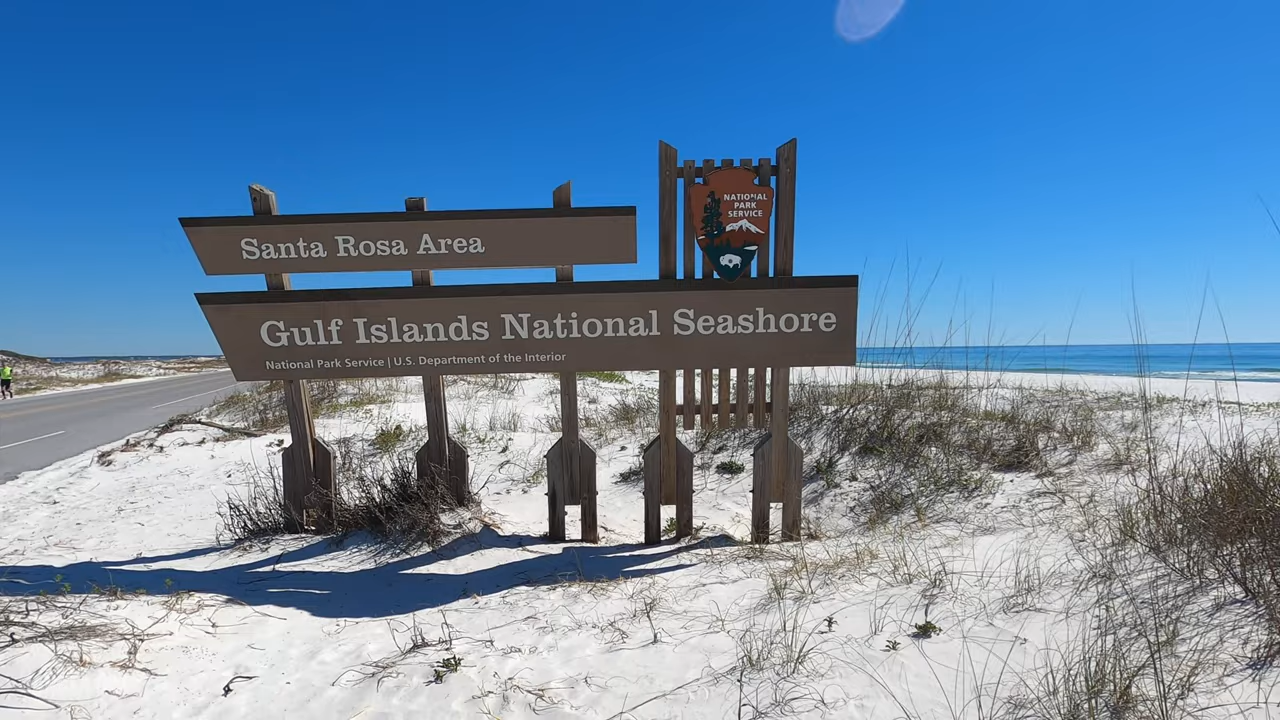 Santa Rosa Area
NATIONAL
PARK
SERVICE
Gulf Islands National Seashore
National Park Service | U.S. Department of the Interior